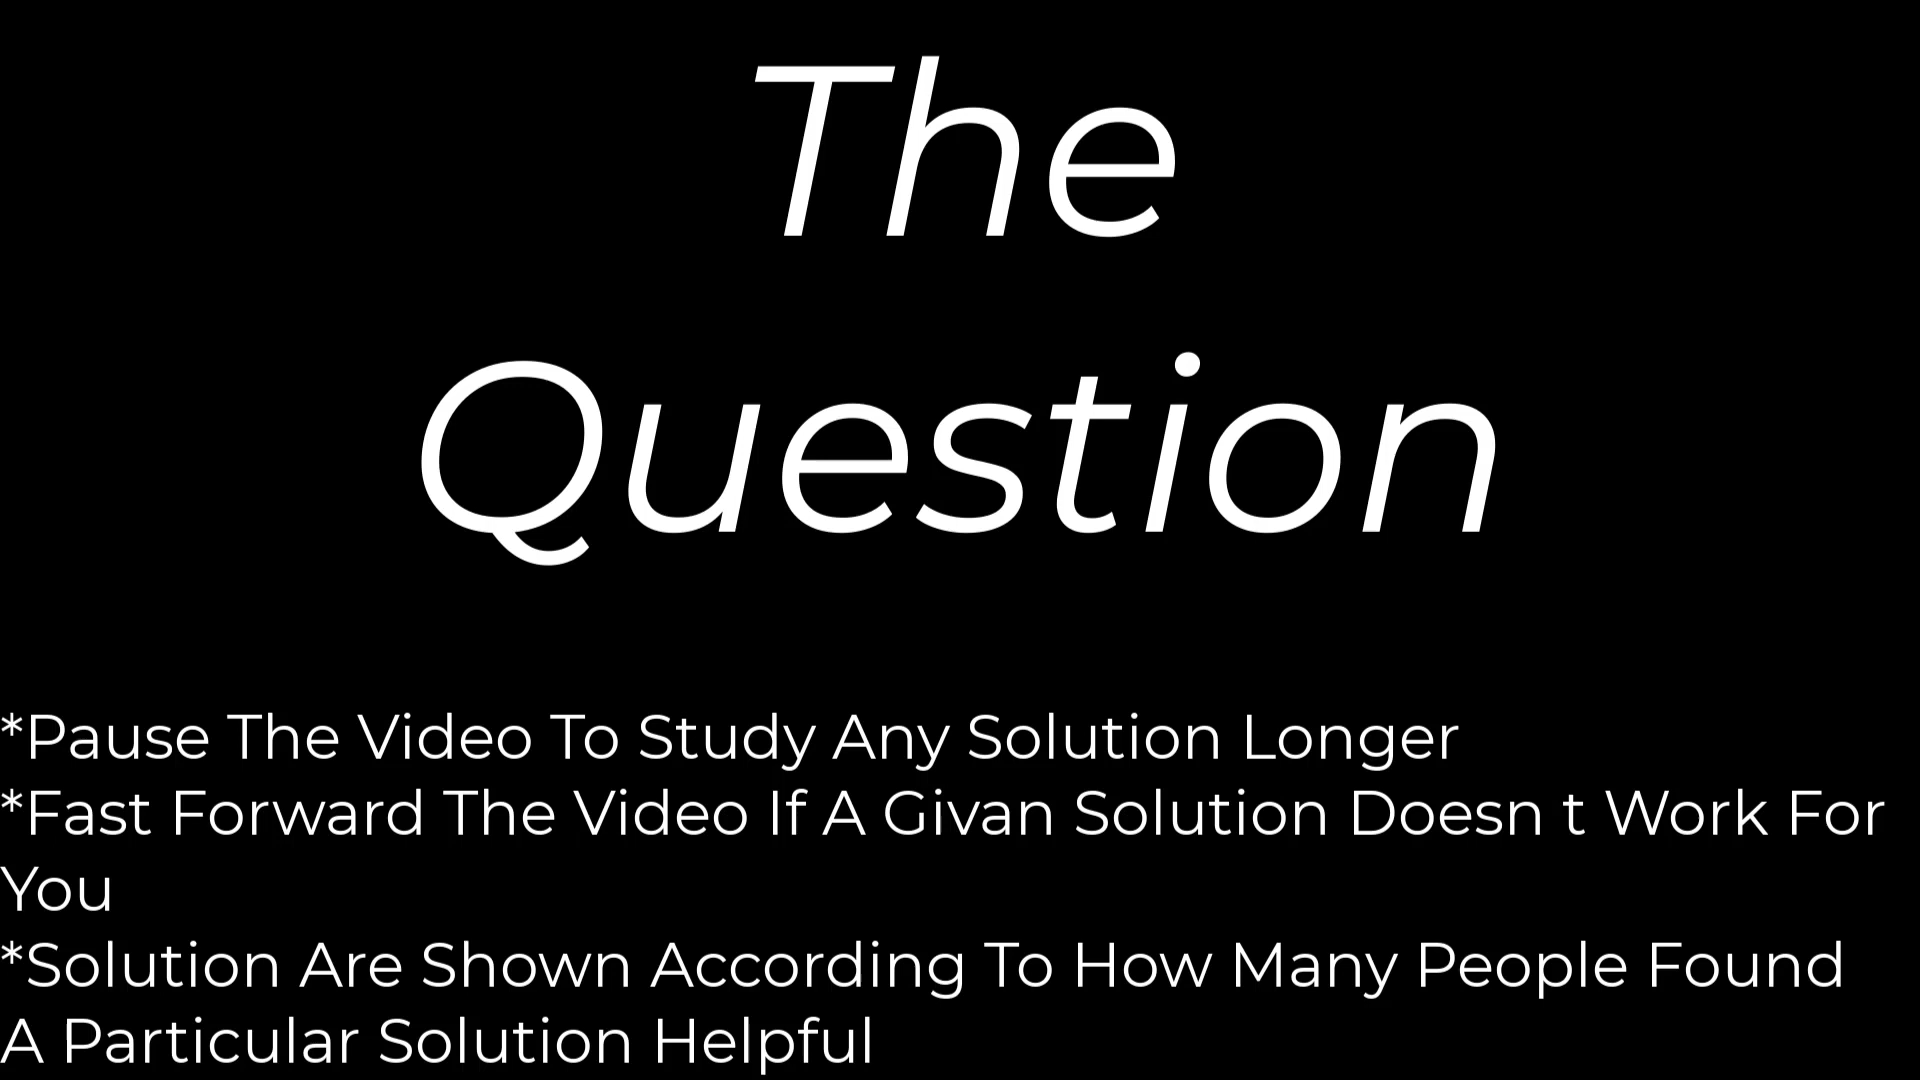 The
Question
*Pause The Video To Study Any Solution Longer
*Fast Forward The Video If A Givan Solution Doesn t Work For
You
*Solution Are Shown According To How Many People Found
A Particular Solution Helpful